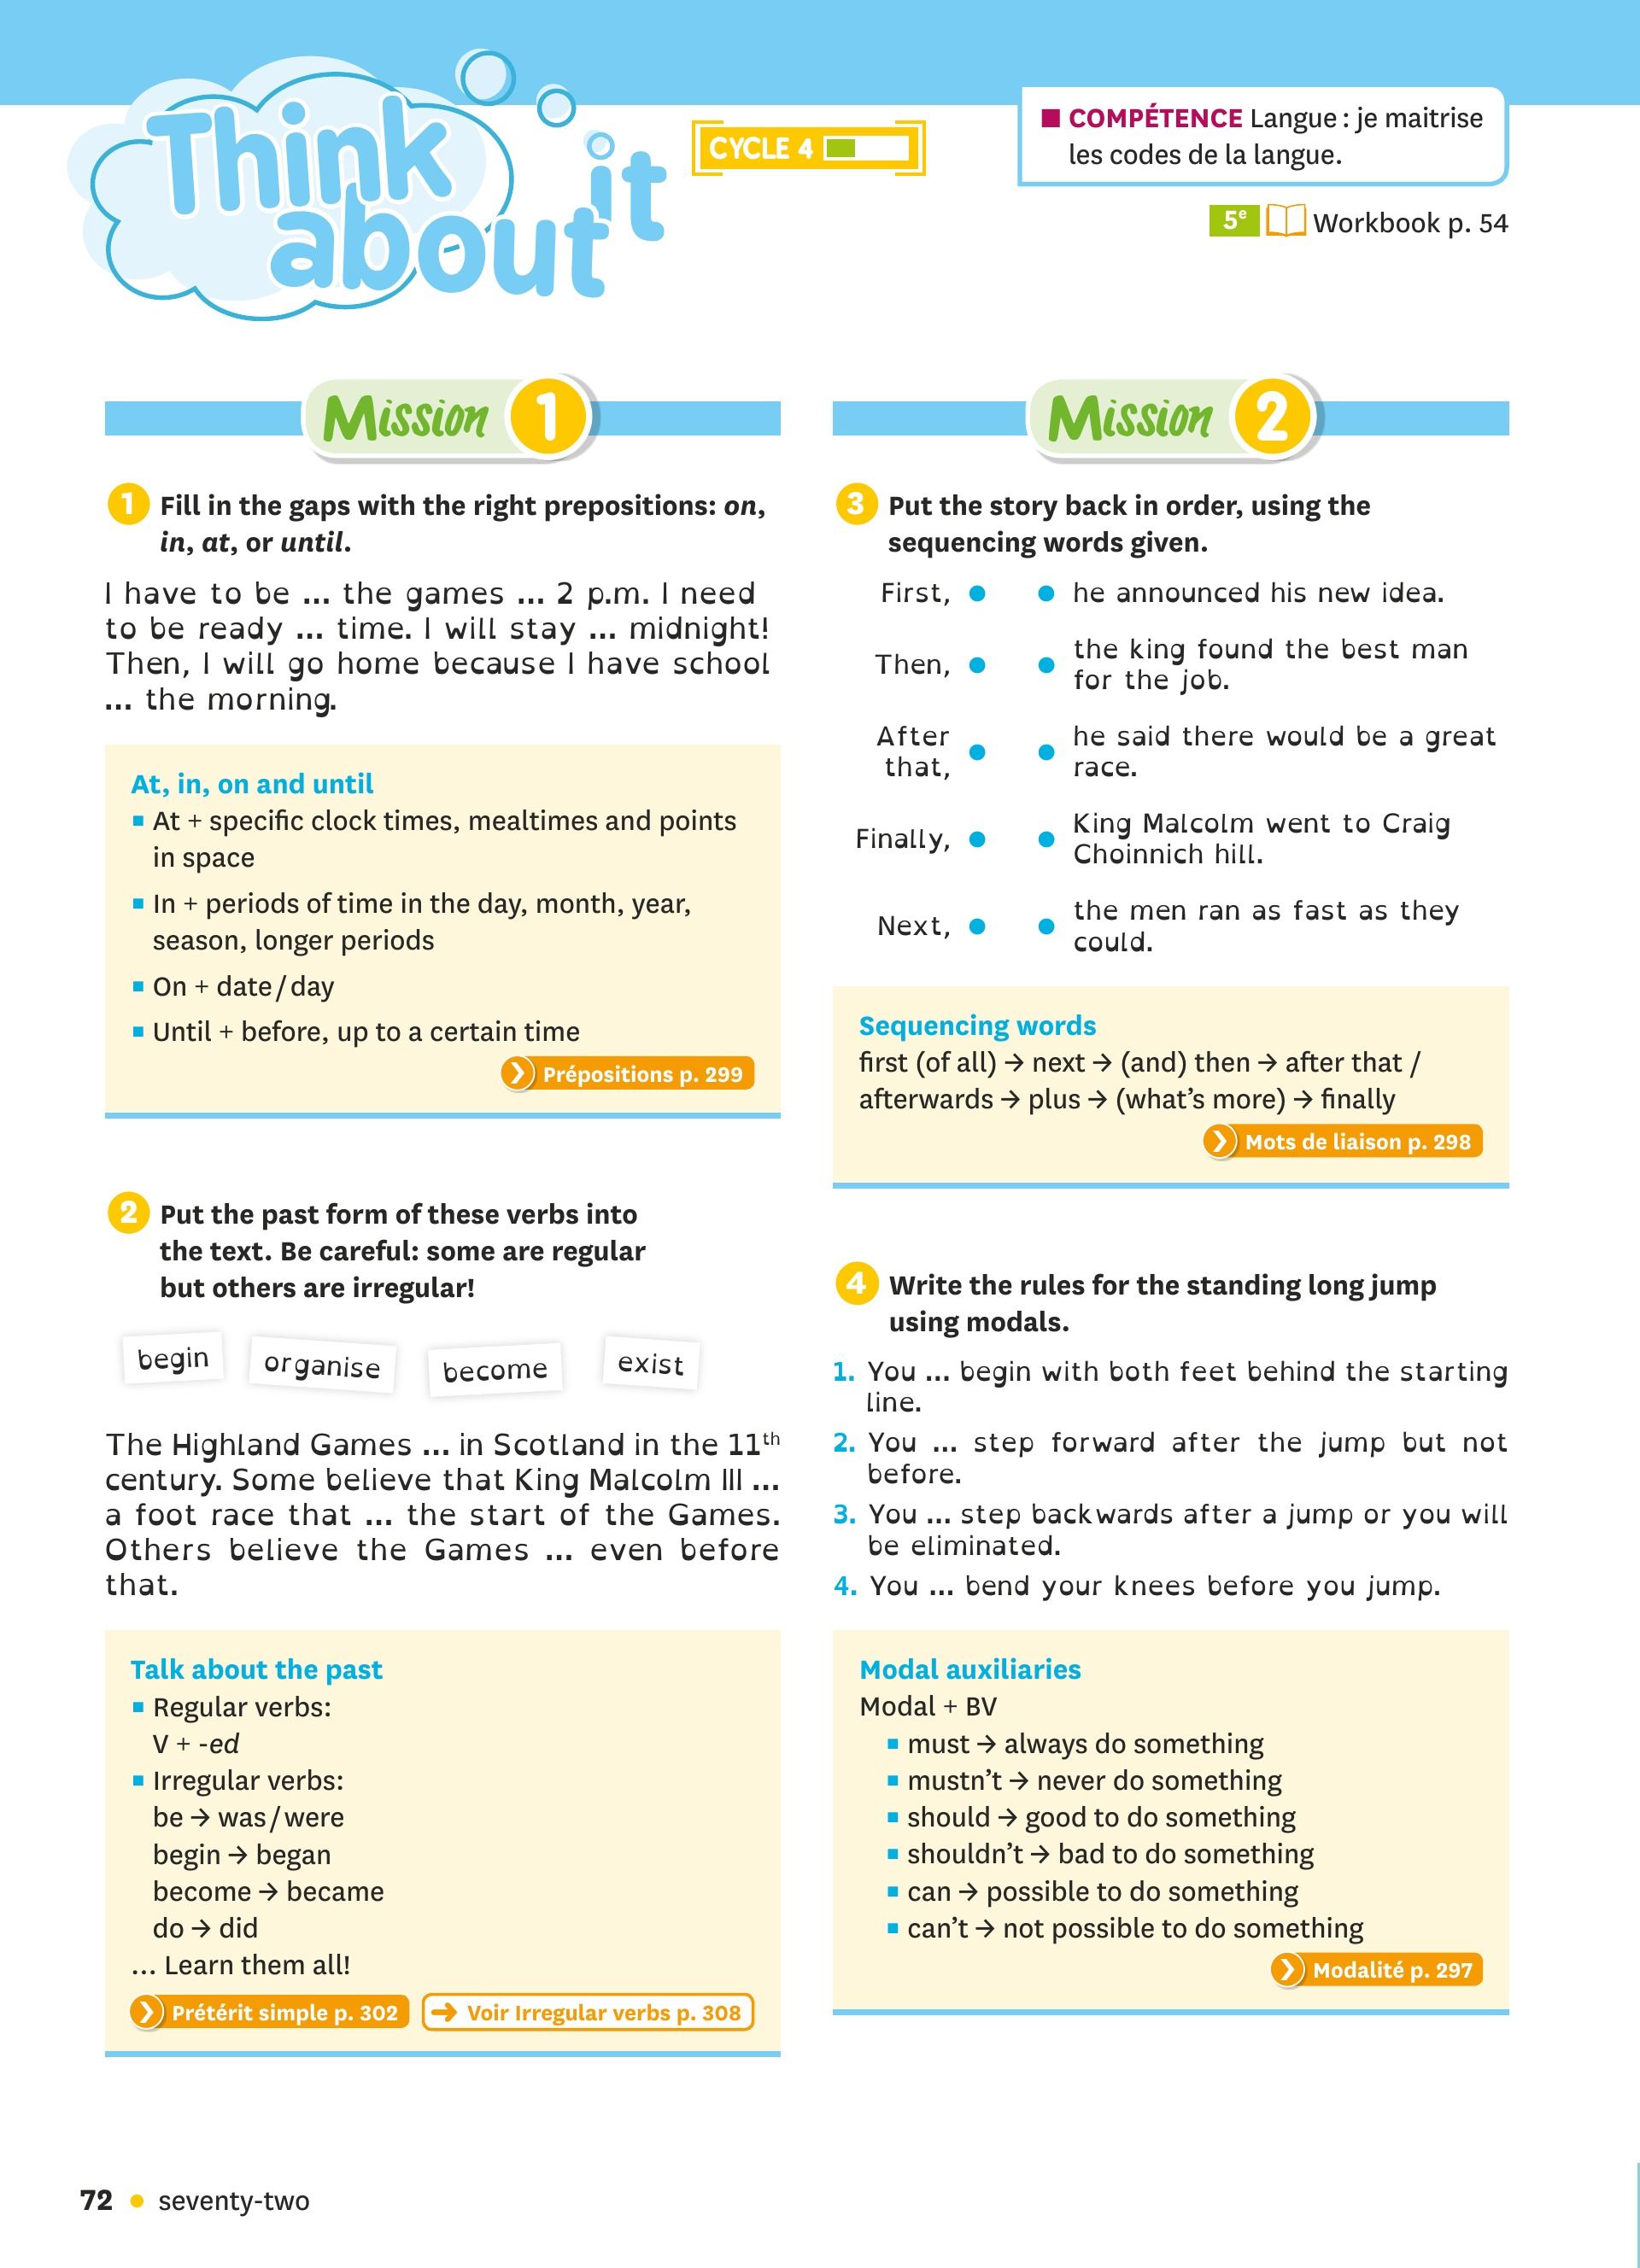 Think
about it
CYCLE 4
■ COMPÉTENCE Langue : je maitrise
les codes de la langue.
5e Workbook p. 54
Mission 1
1 Fill in the gaps with the right prepositions: on,
in, at, or until.
I have to be ... the games ... 2 p.m. I need
to be ready ... time. I will stay ... midnight!
Then, I will go home because I have school
... the morning.
At, in, on and until
■ At + specific clock times, mealtimes and points
in space
■ In + periods of time in the day, month, year,
season, longer periods
■ On + date / day
■ Until + before, up to a certain time
Prépositions p. 299
2 Put the past form of these verbs into
the text. Be careful: some are regular
but others are irregular!
begin organise become exist
The Highland Games ... in Scotland in the 11th
century. Some believe that King Malcolm III ...
a foot race that ... the start of the Games.
Others believe the Games ... even before
that.
Talk about the past
■ Regular verbs:
V + -ed
■ Irregular verbs:
be → was / were
begin → began
become → became
do → did
... Learn them all!
Prétérit simple p. 302 → Voir Irregular verbs p. 308
Mission 2
3 Put the story back in order, using the
sequencing words given.
First, ● ● he announced his new idea.
Then, ● ● the king found the best man
for the job.
After
that, ● ● he said there would be a great
race.
Finally, ● ● King Malcolm went to Craig
Choinnich hill.
Next, ● ● the men ran as fast as they
could.
Sequencing words
first (of all) → next → (and) then → after that /
afterwards → plus → (what's more) → finally
Mots de liaison p. 298
4 Write the rules for the standing long jump
using modals.
1. You ... begin with both feet behind the starting
line.
2. You ... step forward after the jump but not
before.
3. You ... step backwards after a jump or you will
be eliminated.
4. You ... bend your knees before you jump.
Modal auxiliaries
Modal + BV
■ must → always do something
■ mustn't → never do something
■ should → good to do something
■ shouldn't → bad to do something
■ can → possible to do something
■ can't → not possible to do something
Modalité p. 297
72 ● seventy-two